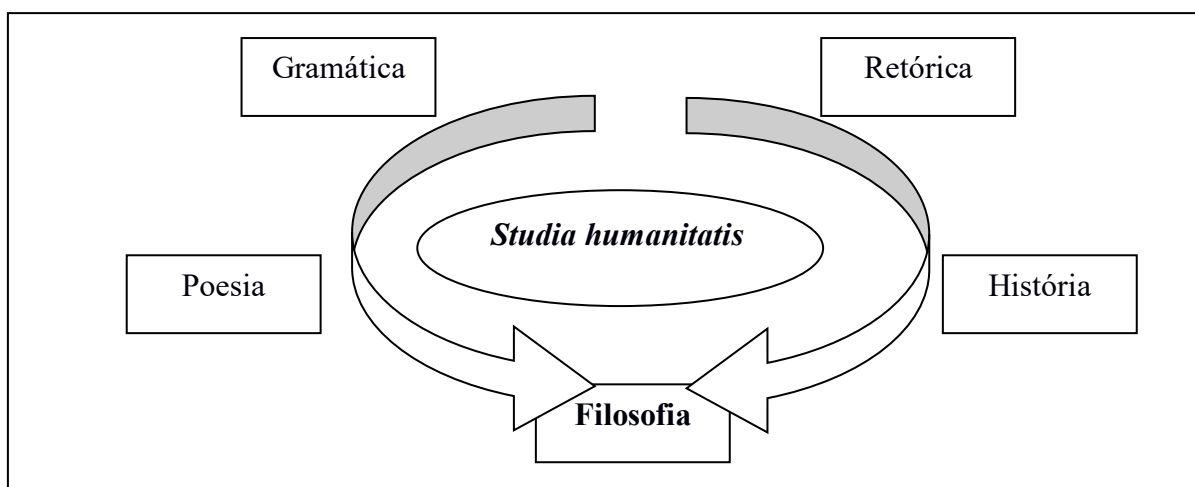 Gramática
Retórica
Studia humanitatis
Poesia
História
Filosofia